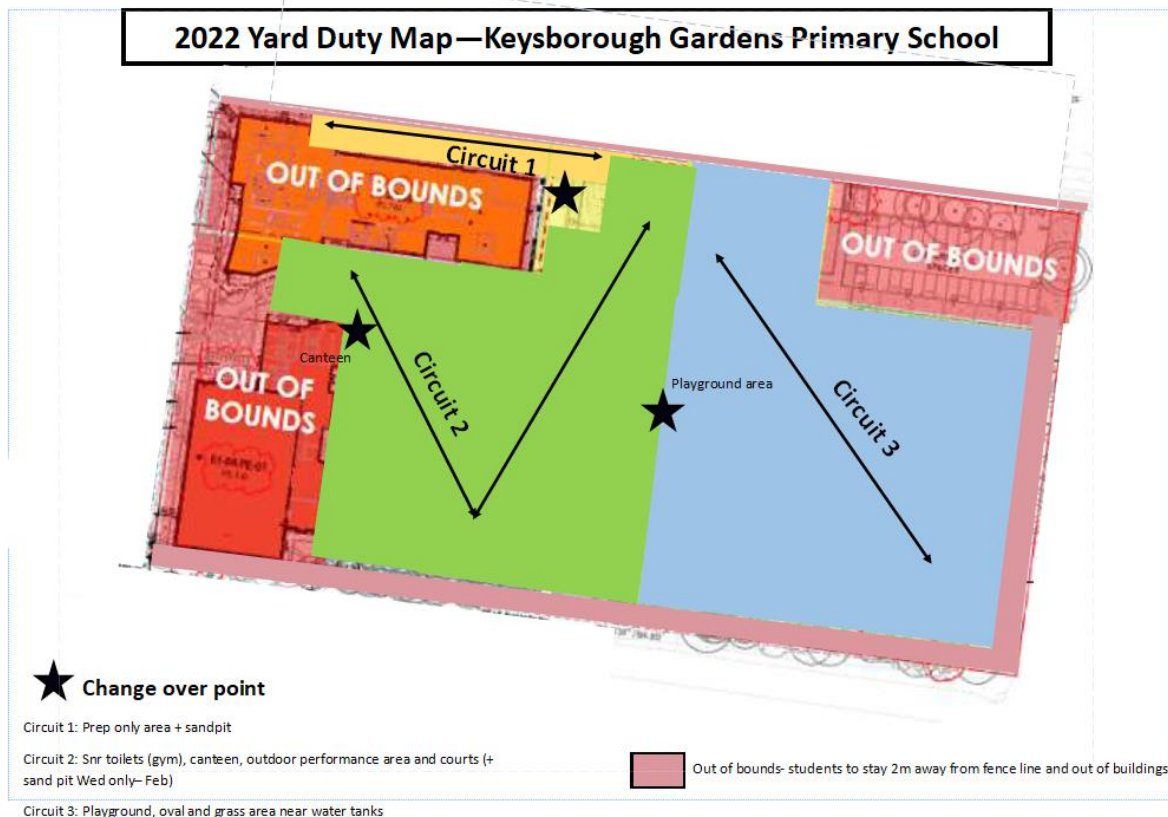 2022 Yard Duty Map—Keysborough Gardens Primary School
Circuit 1
OUT OF BOUNDS
OUT OF BOUNDS
Canteen
Circuit 2
Playground area
Circuit 3
OUT OF
BOUNDS
Change over point
Circuit 1: Prep only area + sandpit
Circuit 2: Snr toilets (gym), canteen, outdoor performance area and courts (+
sand pit Wed only– Feb)
Out of bounds- students to stay 2m away from fence line and out of buildings
Circuit 3: Playground, oval and grass area near water tanks